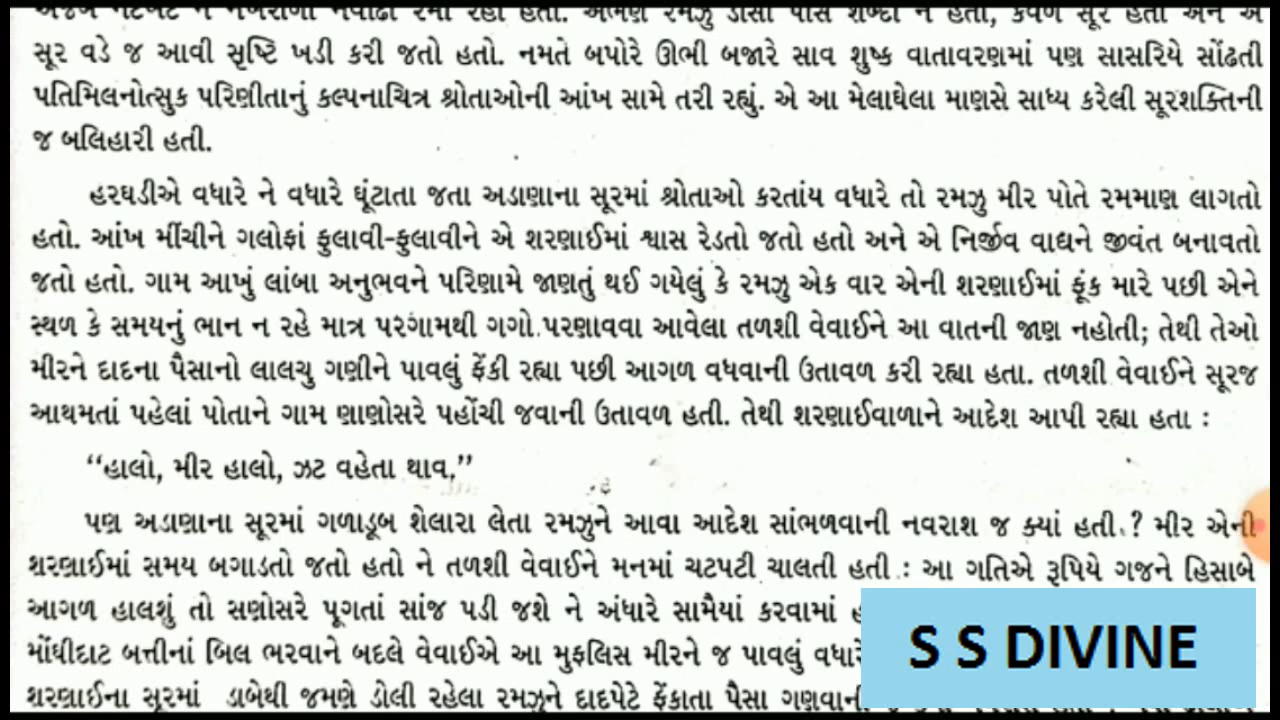 સૂર વડે જ આવી સૃષ્ટિ ખડી કરી જતો હતો. નમતે બપોરે ઊભી બજારે સાવ શુષ્ક વાતાવરણમાં પણ સાસરિયે સોંઢતી
પતિમિલનોત્સુક પરિણીતાનું કલ્પનાચિત્ર શ્રોતાઓની આંખ સામે તરી રહ્યું. એ આ મેલાઘેલા માણસે સાધ્ય કરેલી સૂરશક્તિની
જ બલિહારી હતી.
હરઘડીએ વધારે ને વધારે ઘૂંટાતા જતા અડાણાના સૂરમાં શ્રોતાઓ કરતાંય વધારે તો રમઝુ મીર પોતે રમમાણ લાગતો
હતો. આંખ મીંચીને ગલોફાં ફુલાવી-ફુલાવીને એ શરણાઈમાં શ્વાસ રેડતો જતો હતો અને એ નિર્જીવ વાદ્યને જીવંત બનાવતો
જતો હતો. ગામ આખું લાંબા અનુભવને પરિણામે જાણતું થઈ ગયેલું કે રમઝુ એક વાર એની શરણાઈમાં ફૂંક મારે પછી એને
સ્થળ કે સમયનું ભાન ન રહે માત્ર પરગામથી ગગો પરણાવવા આવેલા તળશી વેવાઈને આ વાતની જાણ નહોતી; તેથી તેઓ
મીરને દાદના પૈસાનો લાલચુ ગણીને પાવલું ફેંકી રહ્યા પછી આગળ વધવાની ઉતાવળ કરી રહ્યા હતા. તળશી વેવાઈને સૂરજ
આથમતાં પહેલાં પોતાને ગામ ણાણોસરે પહોંચી જવાની ઉતાવળ હતી. તેથી શરણાઈવાળાને આદેશ આપી રહ્યા હતા :
“હાલો, મીર હાલો, ઝટ વહેતા થાવ.”
પણ અડાણાના સૂરમાં ગળાડૂબ શેલારા લેતા રમઝુને આવા આદેશ સાંભળવાની નવરાશ જ ક્યાં હતી ? મીર એની
શરણાઈમાં સમય બગાડતો જતો હતો ને તળશી વેવાઈને મનમાં ચટપટી ચાલતી હતી : આ ગતિએ રૂપિયે ગજને હિસાબે
આગળ હાલશું તો સણોસરે પૂગતાં સાંજ પડી જશે ને અંધારે સામૈયાં કરવામાં
મોંઘીદાટ બત્તીનાં બિલ ભરવાને બદલે વેવાઈએ આ મુફલિસ મીરને જ પાવલું
શરણાઈના સૂરમાં ડાબેથી જમણે ડોલી રહેલા રમઝુને દાદપેટે ફેંકાતા પૈસા
S S DIVINE